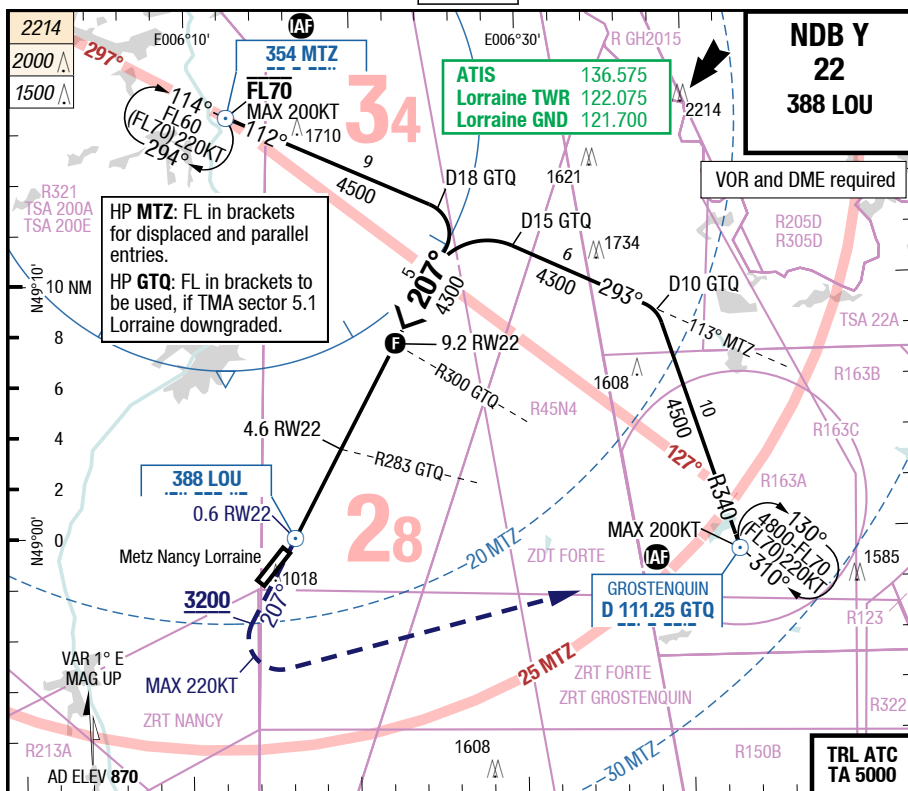 2214
2000
1500
E006°10'
IAF
E006°30'
R GH2015
NDB Y
22
388 LOU
297°
354 MTZ
FL70
MAX 200KT
ATIS 136.575
Lorraine TWR 122.075
Lorraine GND 121.700
2214
114°
FL60
(FL70)220KT
294°
112°
1710
34
9
4500
D18 GTQ
1621
VOR and DME required
R321
TSA 200A
TSA 200E
HP MTZ: FL in brackets
for displaced and parallel
entries.
HP GTQ: FL in brackets to
be used, if TMA sector 5.1
Lorraine downgraded.
D15 GTQ
1734
R205D
R305D
N49°10'
10 NM
5
207°
4300
6
4300
293°
D10 GTQ
TSA 22A
113° MTZ
8
F
9.2 RW22
R300 GTQ
1608
R163B
6
R45N4
10
4500
4
4.6 RW22
R283 GTQ
127°
R163C
R163A
388 LOU
2
0.6 RW22
28
R340
MAX 200KT
130°
4800-FL70
(FL70)220KT
310°
N49°00'
0
Metz Nancy Lorraine
1018
20 MTZ
ZDT FORTE
IAF
1585
GROSTENQUIN
D 111.25 GTQ
3200
207°
R123
VAR 1° E
MAG UP
MAX 220KT
25 MTZ
ZRT FORTE
ZRT GROSTENQUIN
R322
ZRT NANCY
R213A
1608
30 MTZ
R150B
AD ELEV 870
TRL ATC
TA 5000